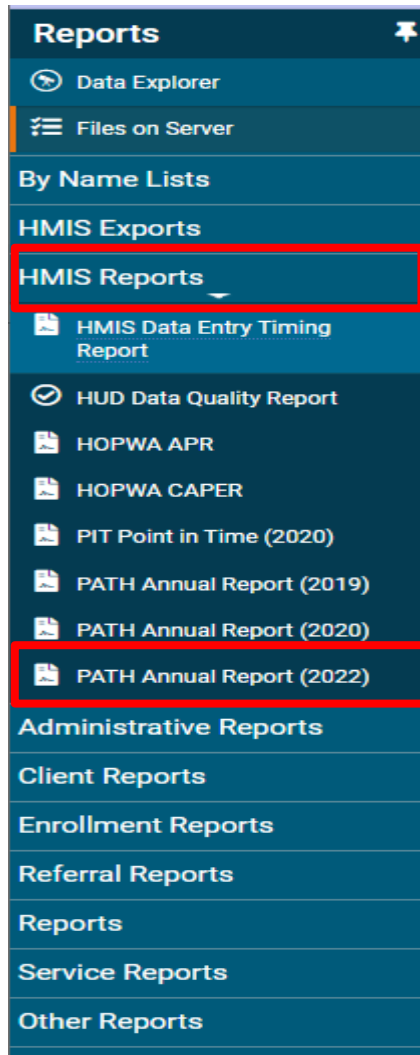 Reports
Data Explorer
Files on Server
By Name Lists
HMIS Exports
HMIS Reports
HMIS Data Entry Timing
Report
HUD Data Quality Report
HOPWA APR
HOPWA CAPER
PIT Point in Time (2020)
PATH Annual Report (2019)
PATH Annual Report (2020)
PATH Annual Report (2022)
Administrative Reports
Client Reports
Enrollment Reports
Referral Reports
Reports
Service Reports
Other Reports